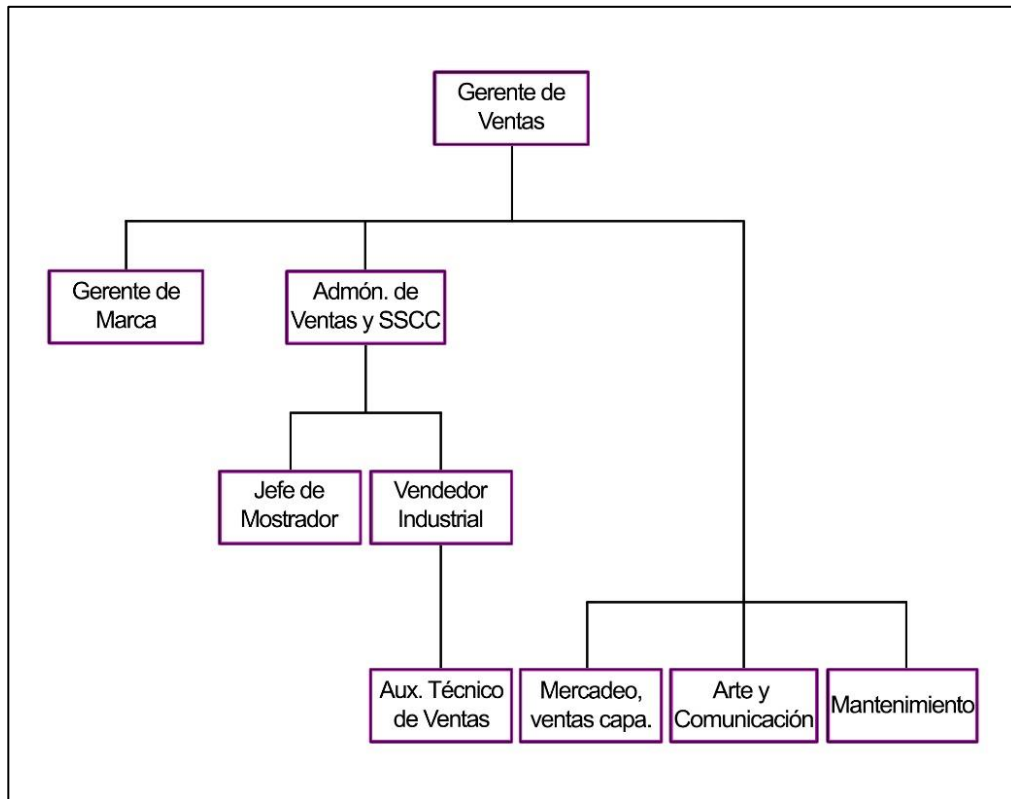 Gerente de
Ventas
Gerente de
Marca
Admón. de
Ventas y SSCC
Jefe de
Mostrador
Vendedor
Industrial
Aux. Técnico
de Ventas
Mercadeo,
ventas capa.
Arte y
Comunicación
Mantenimiento